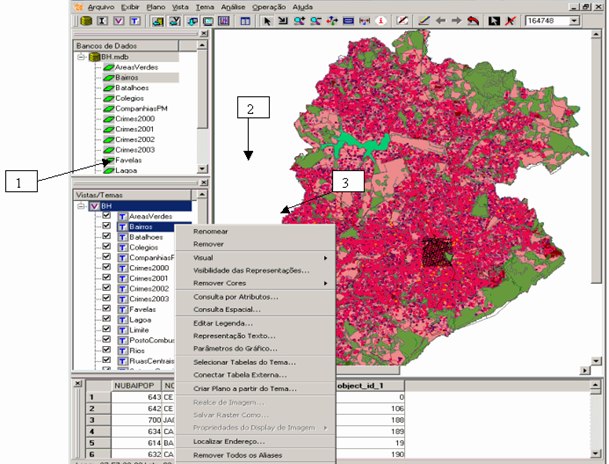 Arquivo Exibir Plano Vista Tema Análise Operação Ajuda
164748
Bancos de Dados
BH.mdb
AreasVerdes
Bairros
Batalhoes
Colegios
CompanhiasPM
Crimes2000
Crimes2001
Crimes2002
Crimes2003
Favelas
Lagoa
1
2
3
Vistas/Temas
BH
AreasVerdes
Bairros
Batalhoes
Colegios
CompanhiasP
Crimes2000
Crimes2001
Crimes2002
Crimes2003
Favelas
Lagoa
Limite
PostoCombus
Rios
RuasCentrais
Renomear
Remover
Visual
Visibilidade das Representações...
Remover Cores
Consulta por Atributos...
Consulta Espacial...
Editar Legenda...
Representação Texto...
Parâmetros do Gráfico...
Selecionar Tabelas do Tema...
Conectar Tabela Externa...
Criar Plano a partir do Tema...
Realce de Imagem...
Salvar Raster Como...
Propriedades do Display de Imagem
Localizar Endereço...
Remover Todos os Aliases
NUBAIPOP NO object_id_1
1 643 CE 0
2 642 CE 106
3 700 JAR 188
4 634 CA 189
5 614 BA 19
6 632 CA 190